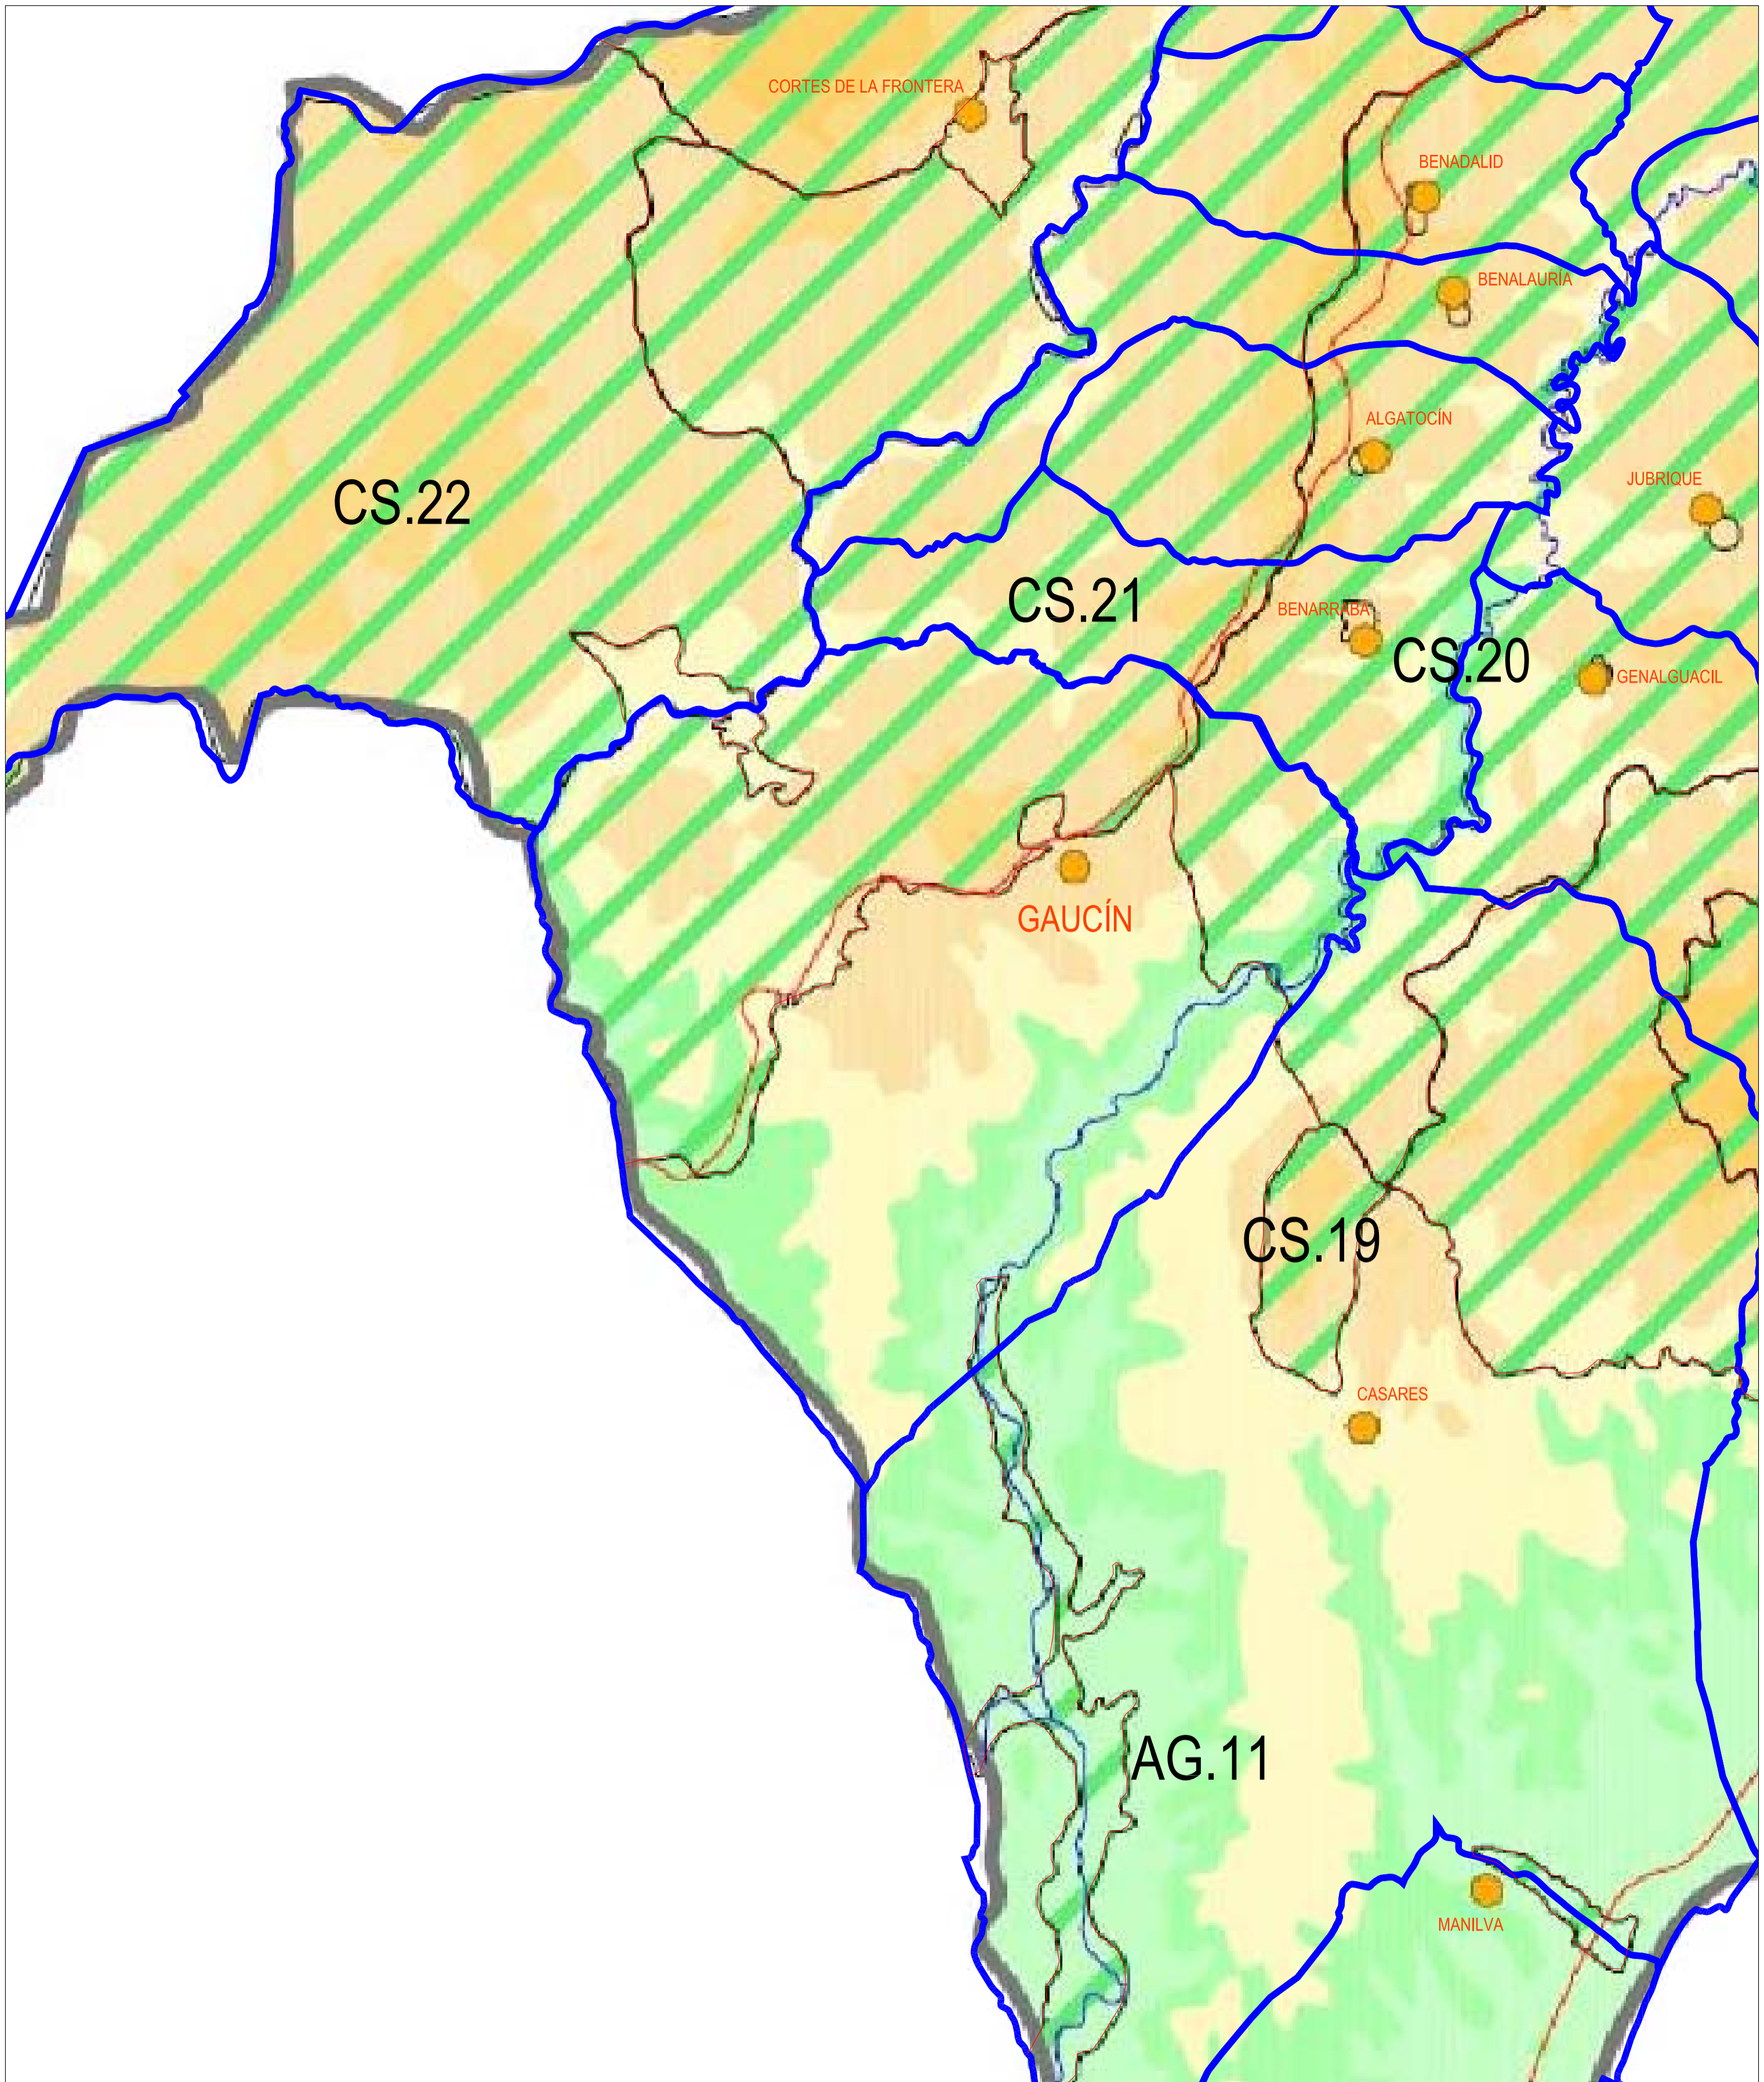 CORTES DE LA FRONTERA
BENADALID
BENALAURÍA
ALGATOCÍN
JUBRIQUE
CS.22
CS.21
BENARRABA
CS.20
GENALGUACIL
GAUCÍN
CS.19
CASARES
AG.11
MANILVA